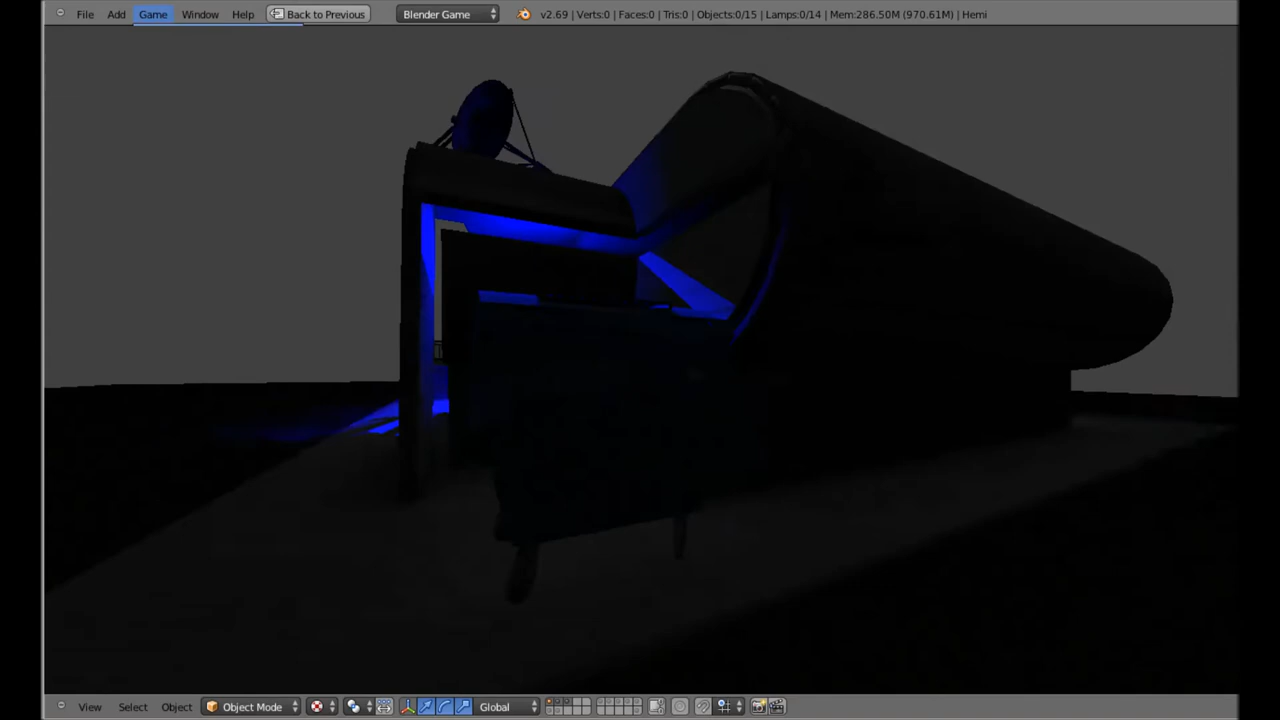 File Add Game Window Help Back to Previous Blender Game v2.69 | Verts:0 | Faces:0 | Tris:0 | Objects:0/15 | Lamps:0/14 | Mem:286.50M (970.61M) | Hemi
View Select Object Object Mode Global